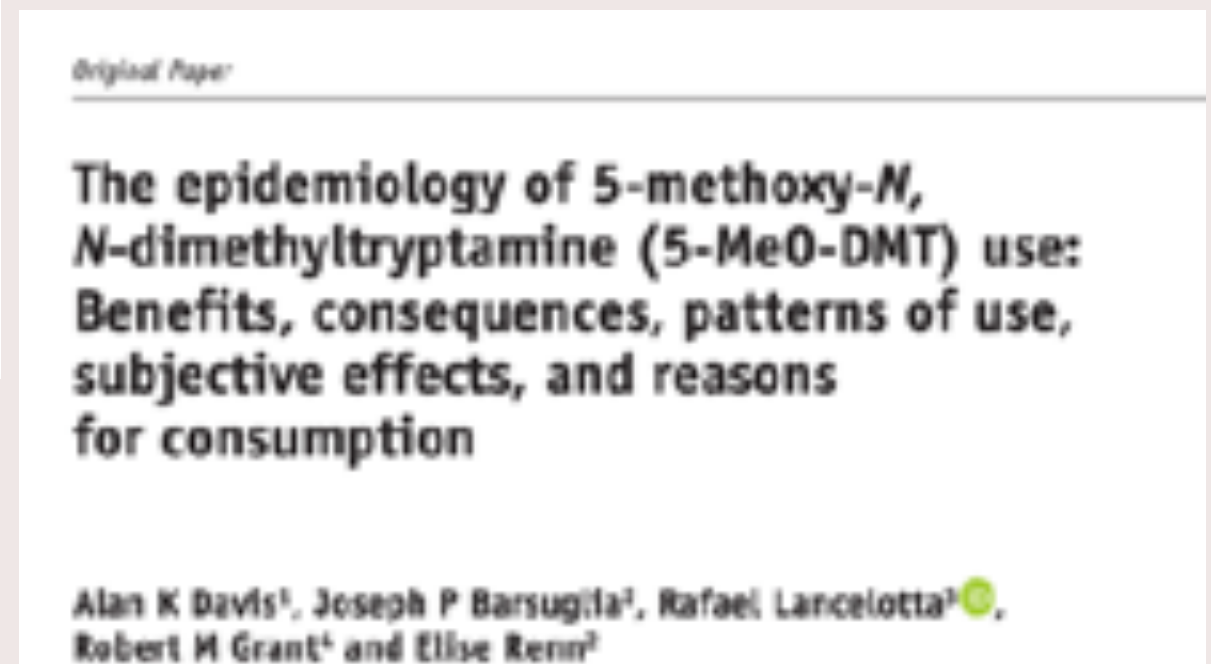 Original Paper
The epidemiology of 5-methoxy-N,
N-dimethyltryptamine (5-MeO-DMT) use:
Benefits, consequences, patterns of use,
subjective effects, and reasons
for consumption
Alan K Davis¹, Joseph P Barsuglia², Rafael Lancelotta³ iD,
Robert M Grant⁴ and Elise Renn²